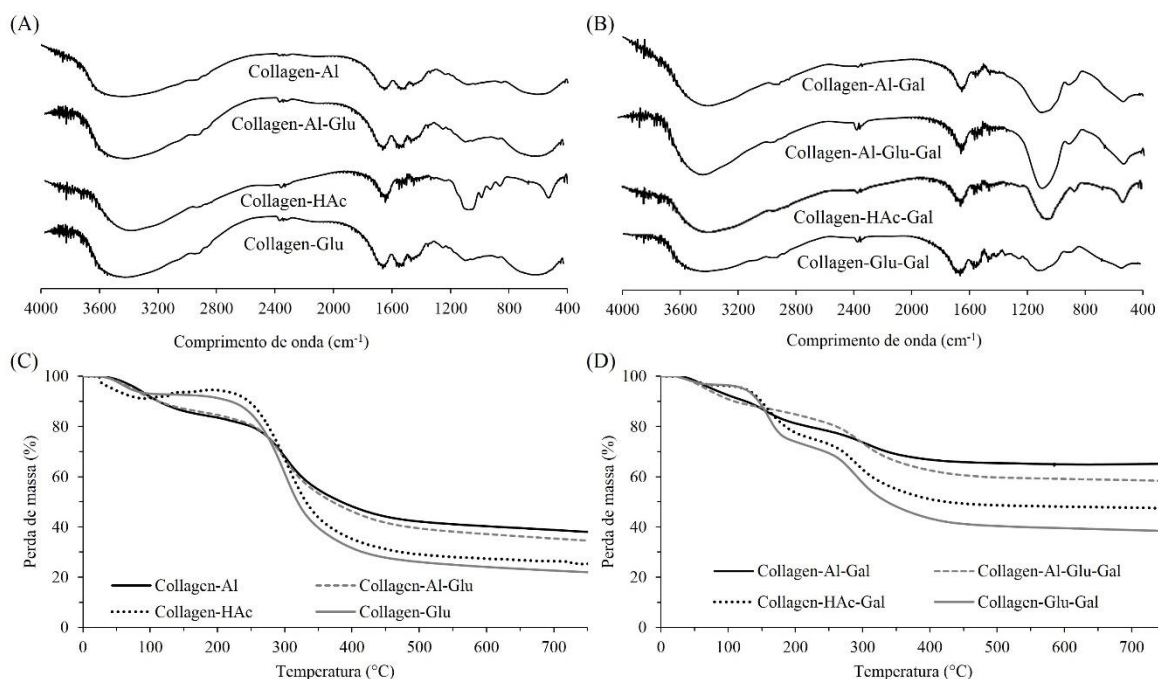 (A)
Collagen-Al
Collagen-Al-Glu
Collagen-HAc
Collagen-Glu
4000 3600 3200 2800 2400 2000 1600 1200 800 400
Comprimento de onda (cm⁻¹)
(B)
Collagen-Al-Gal
Collagen-Al-Glu-Gal
Collagen-HAc-Gal
Collagen-Glu-Gal
4000 3600 3200 2800 2400 2000 1600 1200 800 400
Comprimento de onda (cm⁻¹)
(C)
Perda de massa (%)
100
80
60
40
20
0
Collagen-Al
Collagen-Al-Glu
Collagen-HAc
Collagen-Glu
0 100 200 300 400 500 600 700
Temperatura (°C)
(D)
Perda de massa (%)
100
80
60
40
20
0
Collagen-Al-Gal
Collagen-Al-Glu-Gal
Collagen-HAc-Gal
Collagen-Glu-Gal
0 100 200 300 400 500 600 700
Temperatura (°C)